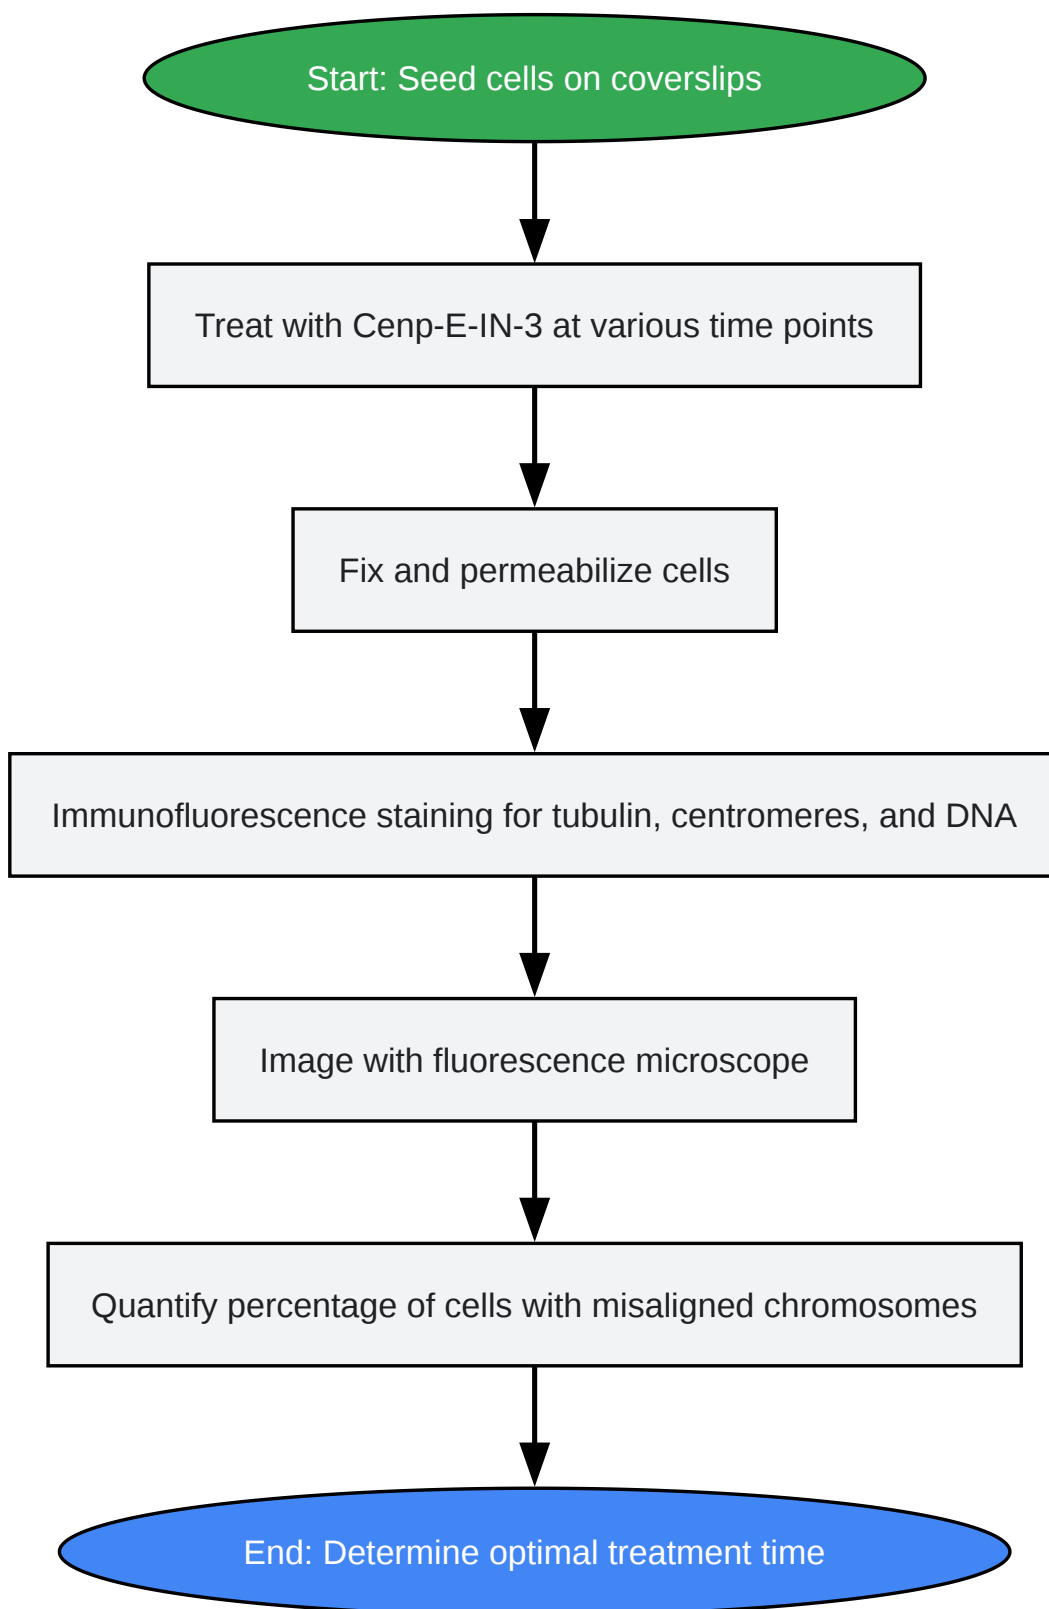 Start: Seed cells on coverslips
Treat with Cenp-E-IN-3 at various time points
Fix and permeabilize cells
Immunofluorescence staining for tubulin, centromeres, and DNA
Image with fluorescence microscope
Quantify percentage of cells with misaligned chromosomes
End: Determine optimal treatment time